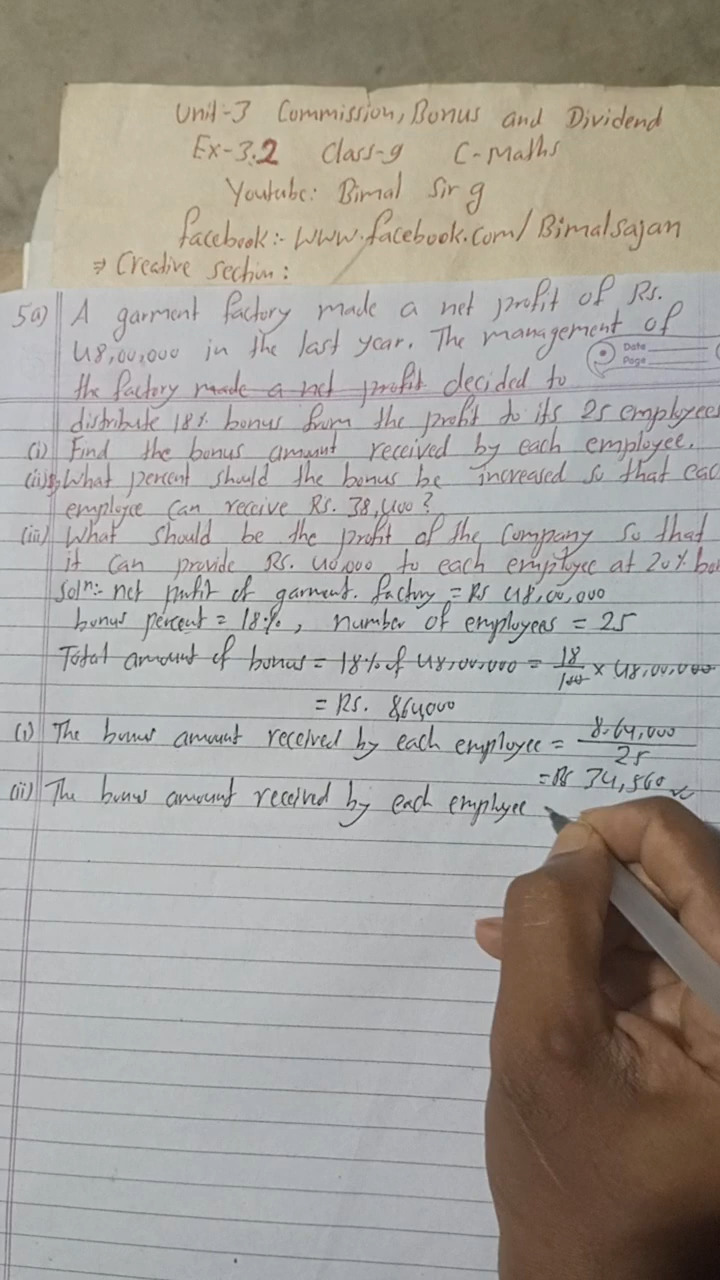 Unit-3 Commission, Bonus and Dividend
Ex-3.2 Class-9 C-Maths
Youtube: Bimal Sir g
facebook:- www.facebook.com/Bimalsajan
⇒ Creative section:
5a) A garment factory made a net profit of Rs.
48,00,000 in the last year. The management of
Date
Page
the factory made a net profit decided to
distribute 18% bonus from the profit to its 25 employees
(i) Find the bonus amount received by each employee.
(ii) What percent should the bonus be increased so that eac
employee can receive Rs. 38,400?
(iii) What should be the profit of the company so that
it can provide Rs. 40,000 to each employee at 20% bo
Soln:- net profit of garment factory = Rs 48,00,000
bonus percent = 18%, number of employees = 25
Total amount of bonus = 18% of 48,00,000 = 18/100 × 48,00,000
= Rs. 864000
(i) The bonus amount received by each employee = 8,64,000/25
= Rs 34,560
(ii) The bonus amount received by each employee